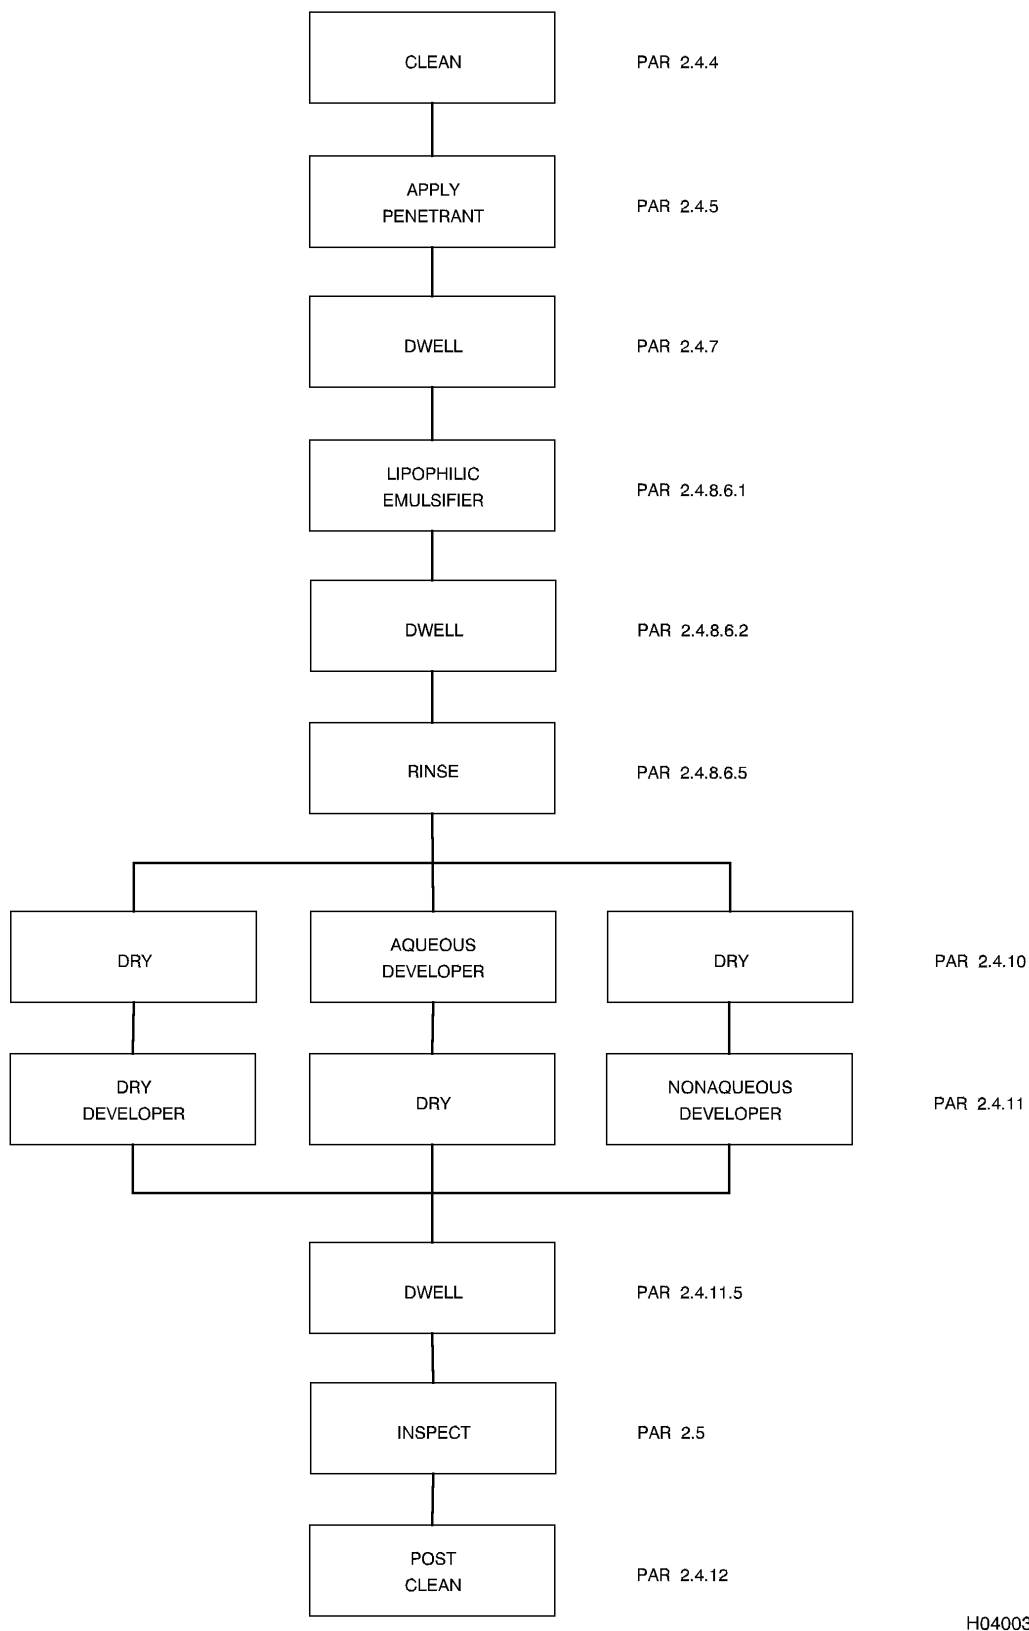 CLEAN PAR 2.4.4
APPLY
PENETRANT
PAR 2.4.5
DWELL PAR 2.4.7
LIPOPHILIC
EMULSIFIER
PAR 2.4.8.6.1
DWELL PAR 2.4.8.6.2
RINSE PAR 2.4.8.6.5
DRY
AQUEOUS
DEVELOPER
DRY
PAR 2.4.10
DRY
DEVELOPER
DRY
NONAQUEOUS
DEVELOPER
PAR 2.4.11
DWELL PAR 2.4.11.5
INSPECT PAR 2.5
POST
CLEAN
PAR 2.4.12
H04003